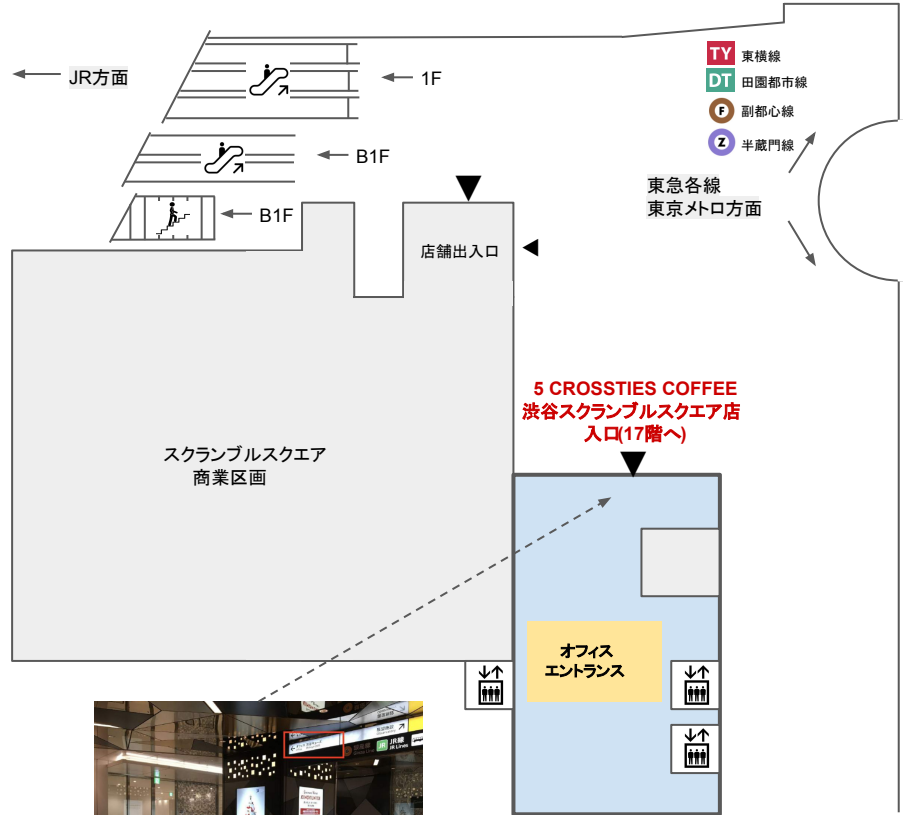 JR方面
1F
B1F
B1F
TY 東横線
DT 田園都市線
F 副都心線
Z 半蔵門線
東急各線
東京メトロ方面
店舗出入口
5 CROSSTIES COFFEE
渋谷スクランブルスクエア店
入口(17階へ)
スクランブルスクエア
商業区画
オフィス
エントランス
JR JR線
JR Lines